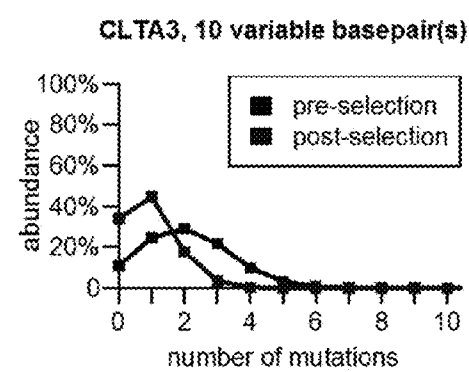 CLTA3, 10 variable basepair(s)
100%
80%
60%
40%
20%
0
abundance
pre-selection
post-selection
0 2 4 6 8 10
number of mutations